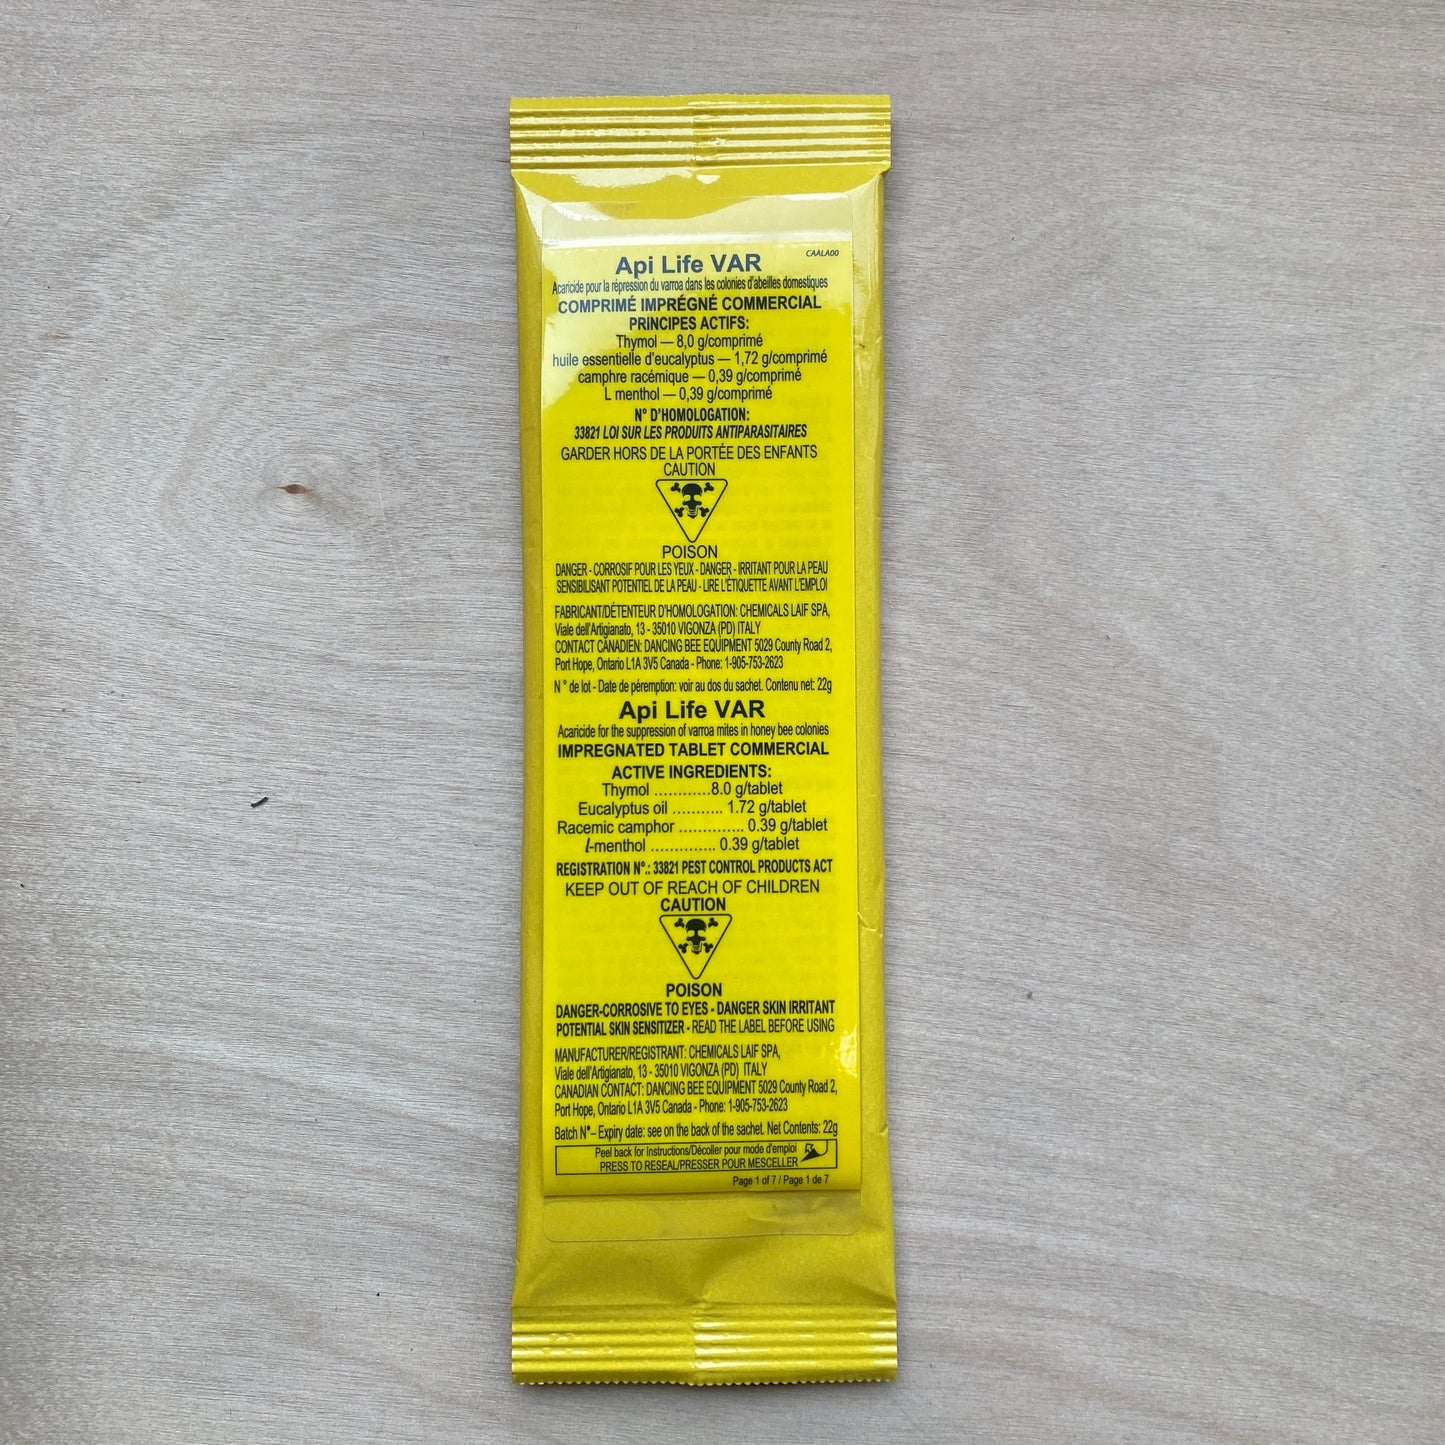 CAALA00
Api Life VAR
Acaricide pour la répression du varroa dans les colonies d'abeilles domestiques
COMPRIMÉ IMPRÉGNÉ COMMERCIAL
PRINCIPES ACTIFS:
Thymol — 8,0 g/comprimé
huile essentielle d'eucalyptus — 1,72 g/comprimé
camphre racémique — 0,39 g/comprimé
L menthol — 0,39 g/comprimé
N° D'HOMOLOGATION:
33821 LOI SUR LES PRODUITS ANTIPARASITAIRES
GARDER HORS DE LA PORTÉE DES ENFANTS
CAUTION
POISON
DANGER - CORROSIF POUR LES YEUX - DANGER - IRRITANT POUR LA PEAU
SENSIBILISANT POTENTIEL DE LA PEAU - LIRE L'ÉTIQUETTE AVANT L'EMPLOI
FABRICANT/DÉTENTEUR D'HOMOLOGATION: CHEMICALS LAIF SPA,
Viale dell'Artigianato, 13 - 35010 VIGONZA (PD) ITALY
CONTACT CANADIEN: DANCING BEE EQUIPMENT 5029 County Road 2,
Port Hope, Ontario L1A 3V5 Canada - Phone: 1-905-753-2623
N ° de lot - Date de péremption: voir au dos du sachet. Contenu net: 22g
Api Life VAR
Acaricide for the suppression of varroa mites in honey bee colonies
IMPREGNATED TABLET COMMERCIAL
ACTIVE INGREDIENTS:
Thymol ............8.0 g/tablet
Eucalyptus oil ........... 1.72 g/tablet
Racemic camphor .............. 0.39 g/tablet
l-menthol .............. 0.39 g/tablet
REGISTRATION N°.: 33821 PEST CONTROL PRODUCTS ACT
KEEP OUT OF REACH OF CHILDREN
CAUTION
POISON
DANGER-CORROSIVE TO EYES - DANGER SKIN IRRITANT
POTENTIAL SKIN SENSITIZER - READ THE LABEL BEFORE USING
MANUFACTURER/REGISTRANT: CHEMICALS LAIF SPA,
Viale dell'Artigianato, 13 - 35010 VIGONZA (PD) ITALY
CANADIAN CONTACT: DANCING BEE EQUIPMENT 5029 County Road 2,
Port Hope, Ontario L1A 3V5 Canada - Phone: 1-905-753-2623
Batch N°– Expiry date: see on the back of the sachet. Net Contents: 22g
Peel back for Instructions/Décoller pour mode d'emploi
PRESS TO RESEAL/PRESSER POUR MESCELLER
Page 1 of 7 / Page 1 de 7